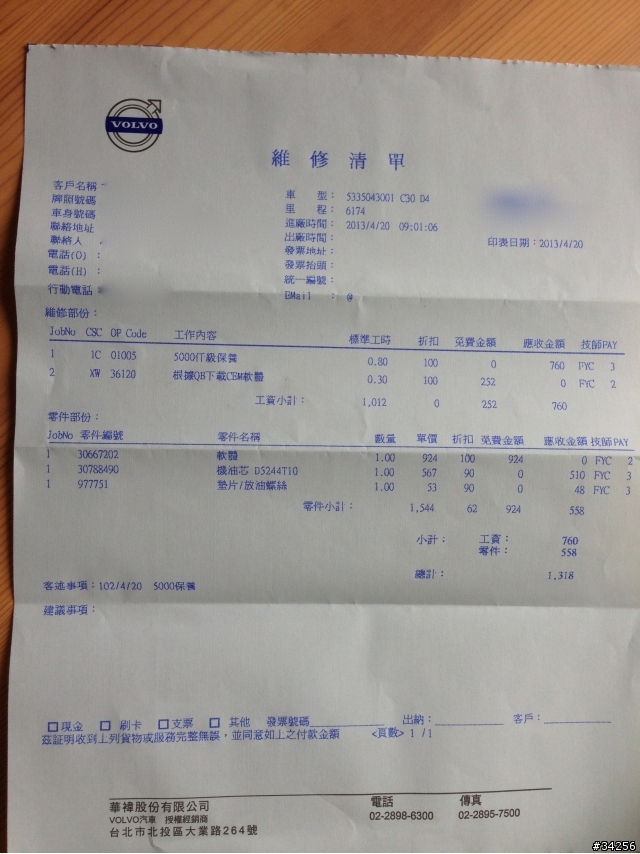 VOLVO
維修清單
客戶名稱
牌照號碼
車身號碼
聯絡地址
聯絡人
電話(O)：
電話(H)：
行動電話
車　型： 5335043001 C30 D4
里　程： 6174
進廠時間： 2013/4/20 09:01:06
出廠時間：
發票地址：
發票抬頭：
統一編號：
EMail ： @
印表日期：2013/4/20
維修部份：
JobNo CSC OP Code 工作內容 標準工時 折扣 免費金額 應收金額 技師PAY
1 1C 01005 5000仟級保養 0.80 100 0 760 FYC 3
2 XW 36120 根據QB下載CEM軟體 0.30 100 252 0 FYC 2
工資小計： 1,012 0 252 760
零件部份：
JobNo 零件編號 零件名稱 數量 單價 折扣 免費金額 應收金額 技師PAY
1 30667202 軟體 1.00 924 100 924 0 FYC 2
1 30788490 機油芯 D5244T10 1.00 567 90 0 510 FYC 3
1 977751 墊片/放油螺絲 1.00 53 90 0 48 FYC 3
零件小計： 1,544 62 924 558
小計： 工資： 760
零件： 558
總計： 1,318
客述事項：102/4/20 5000保養
建議事項：
□現金 □ 刷卡 □支票 □ 其他 發票號碼 出納： 客戶：
茲証明收到上列貨物或服務完整無誤，並同意如上之付款金額 <頁數> 1 /1
華禕股份有限公司
VOLVO汽車 授權經銷商
台北市北投區大業路264號
電話
02-2898-6300
傳真
02-2895-7500
#34256